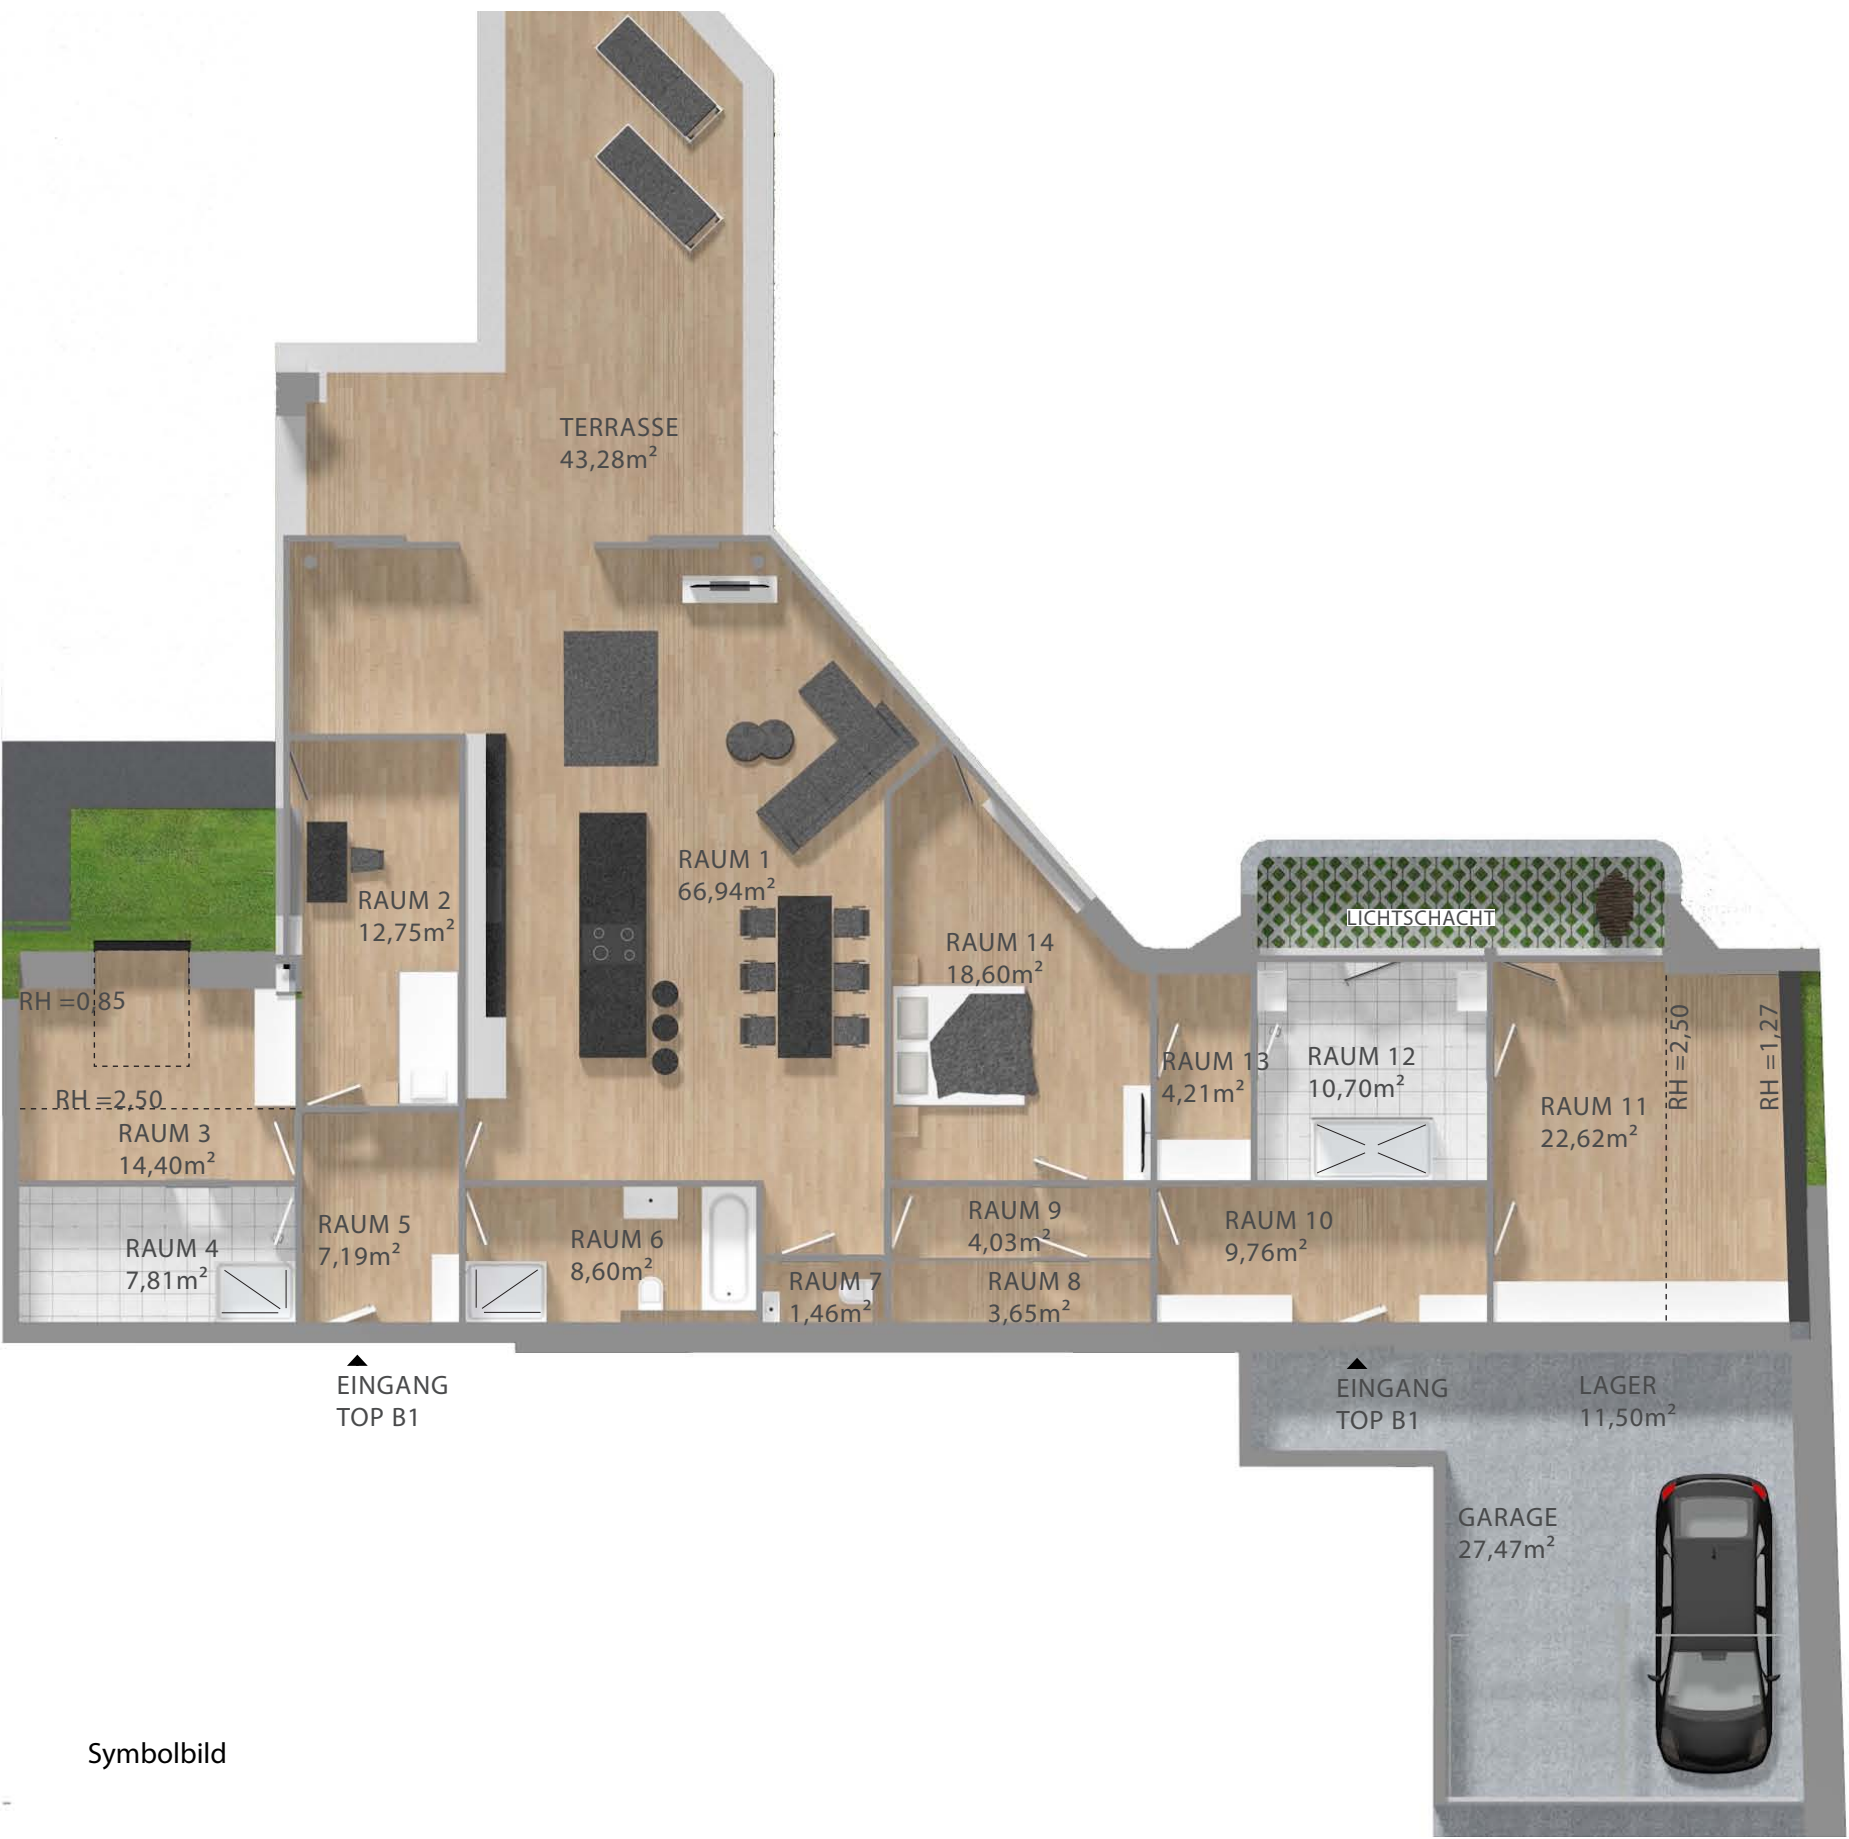 TERRASSE
43,28m²
RAUM 1
66,94m²
RAUM 2
12,75m²
LICHTSCHACHT
RAUM 14
18,60m²
RH =0,85
RH =2,50
RAUM 3
14,40m²
RAUM 13
4,21m²
RAUM 12
10,70m²
RAUM 11
22,62m²
RH =2,50
RH =1,27
RAUM 4
7,81m²
RAUM 5
7,19m²
RAUM 6
8,60m²
RAUM 7
1,46m²
RAUM 9
4,03m²
RAUM 8
3,65m²
RAUM 10
9,76m²
EINGANG
TOP B1
EINGANG
TOP B1
LAGER
11,50m²
GARAGE
27,47m²
Symbolbild